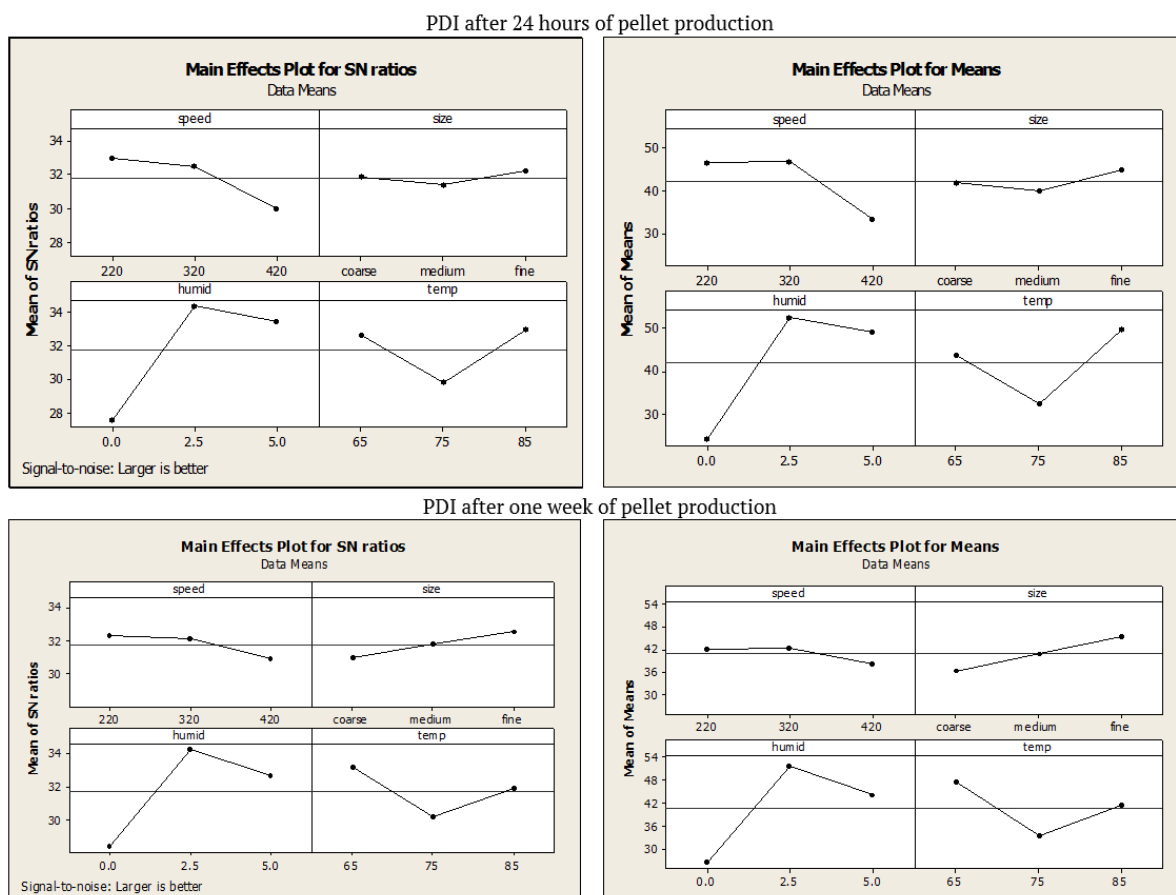 PDI after 24 hours of pellet production
Main Effects Plot for SN ratios
Data Means
speed size
Mean of SN ratios
34
32
30
28
220 320 420 coarse medium fine
humid temp
34
32
30
28
0.0 2.5 5.0 65 75 85
Signal-to-noise: Larger is better
Main Effects Plot for Means
Data Means
speed size
Mean of Means
50
40
30
220 320 420 coarse medium fine
humid temp
50
40
30
0.0 2.5 5.0 65 75 85
PDI after one week of pellet production
Main Effects Plot for SN ratios
Data Means
speed size
Mean of SN ratios
34
32
30
220 320 420 coarse medium fine
humid temp
34
32
30
0.0 2.5 5.0 65 75 85
Signal-to-noise: Larger is better
Main Effects Plot for Means
Data Means
speed size
Mean of Means
54
48
42
36
30
220 320 420 coarse medium fine
humid temp
54
48
42
36
30
0.0 2.5 5.0 65 75 85